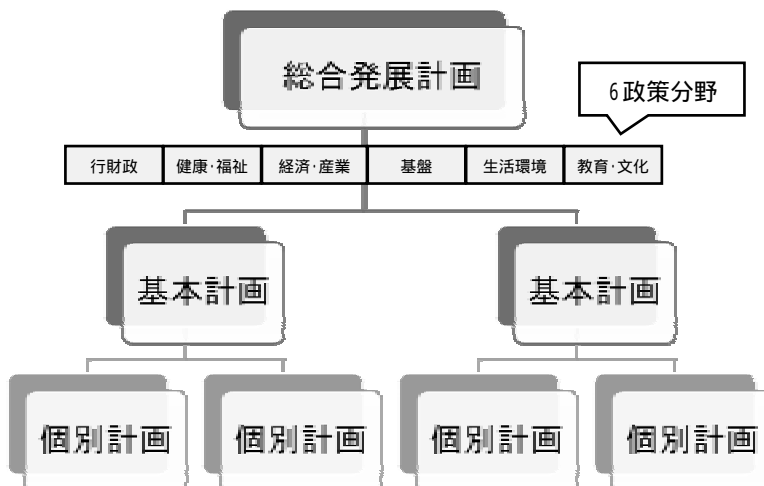 総合発展計画
6政策分野
行財政
健康・福祉
経済・産業
基盤
生活環境
教育・文化
基本計画
基本計画
個別計画
個別計画
個別計画
個別計画